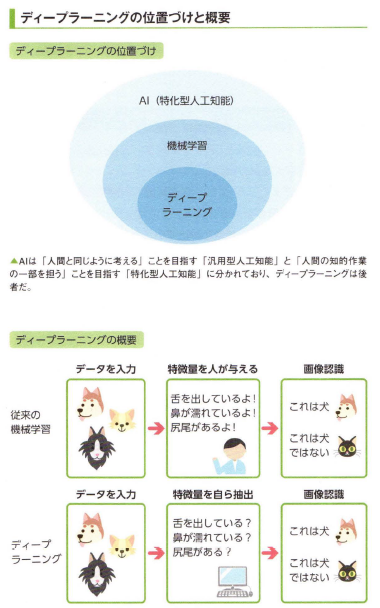 ディープラーニングの位置づけと概要
ディープラーニングの位置づけ
AI（特化型人工知能）
機械学習
ディープ
ラーニング
▲AIは「人間と同じように考える」ことを目指す「汎用型人工知能」と「人間の知的作業
の一部を担う」ことを目指す「特化型人工知能」に分かれており、ディープラーニングは後
者だ。
ディープラーニングの概要
データを入力
特徴量を人が与える
画像認識
従来の
機械学習
舌を出しているよ！
鼻が濡れているよ！
尻尾があるよ！
これは犬
これは犬
ではない
データを入力
特徴量を自ら抽出
画像認識
ディープ
ラーニング
舌を出している？
鼻が濡れている？
尻尾がある？
これは犬
これは犬
ではない